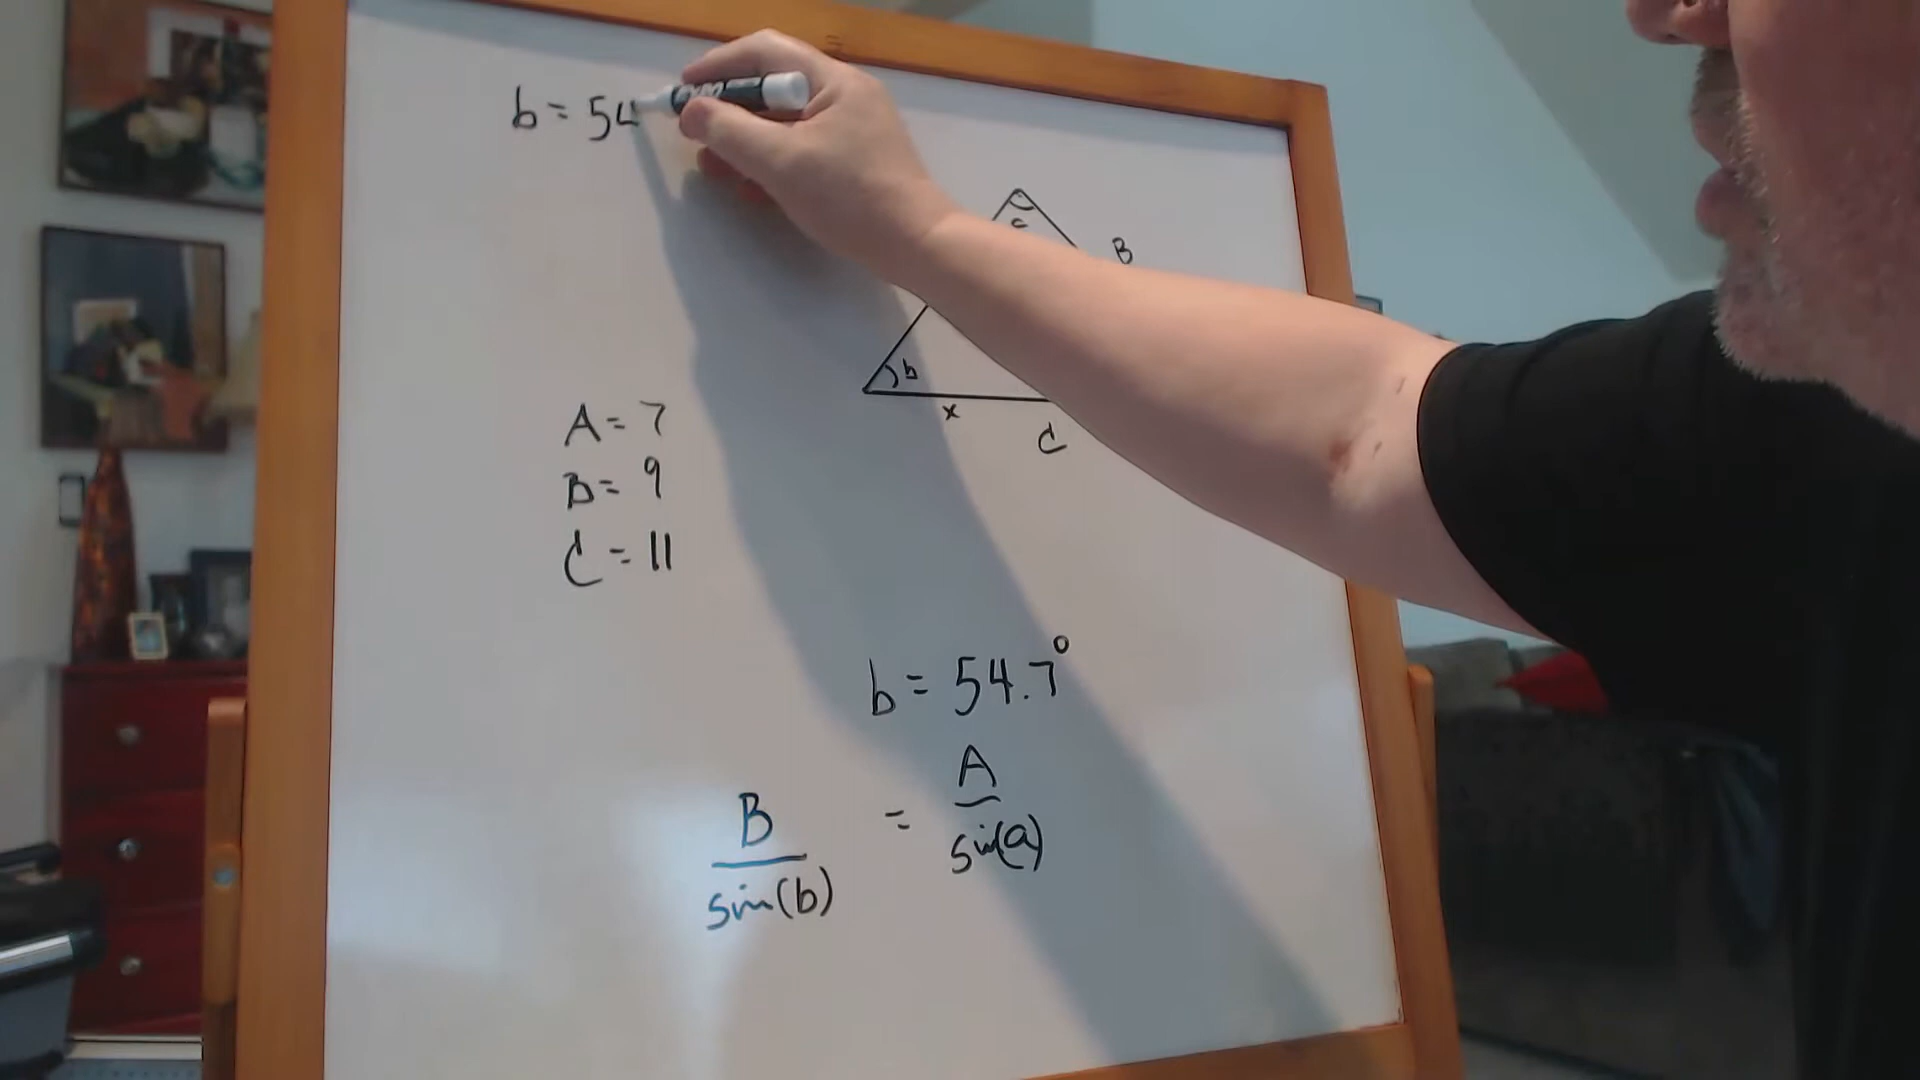 b = 54
c
B
b
x
C
A = 7
B = 9
C = 11
b = 54.7°
B/sin(b) = A/sin(a)